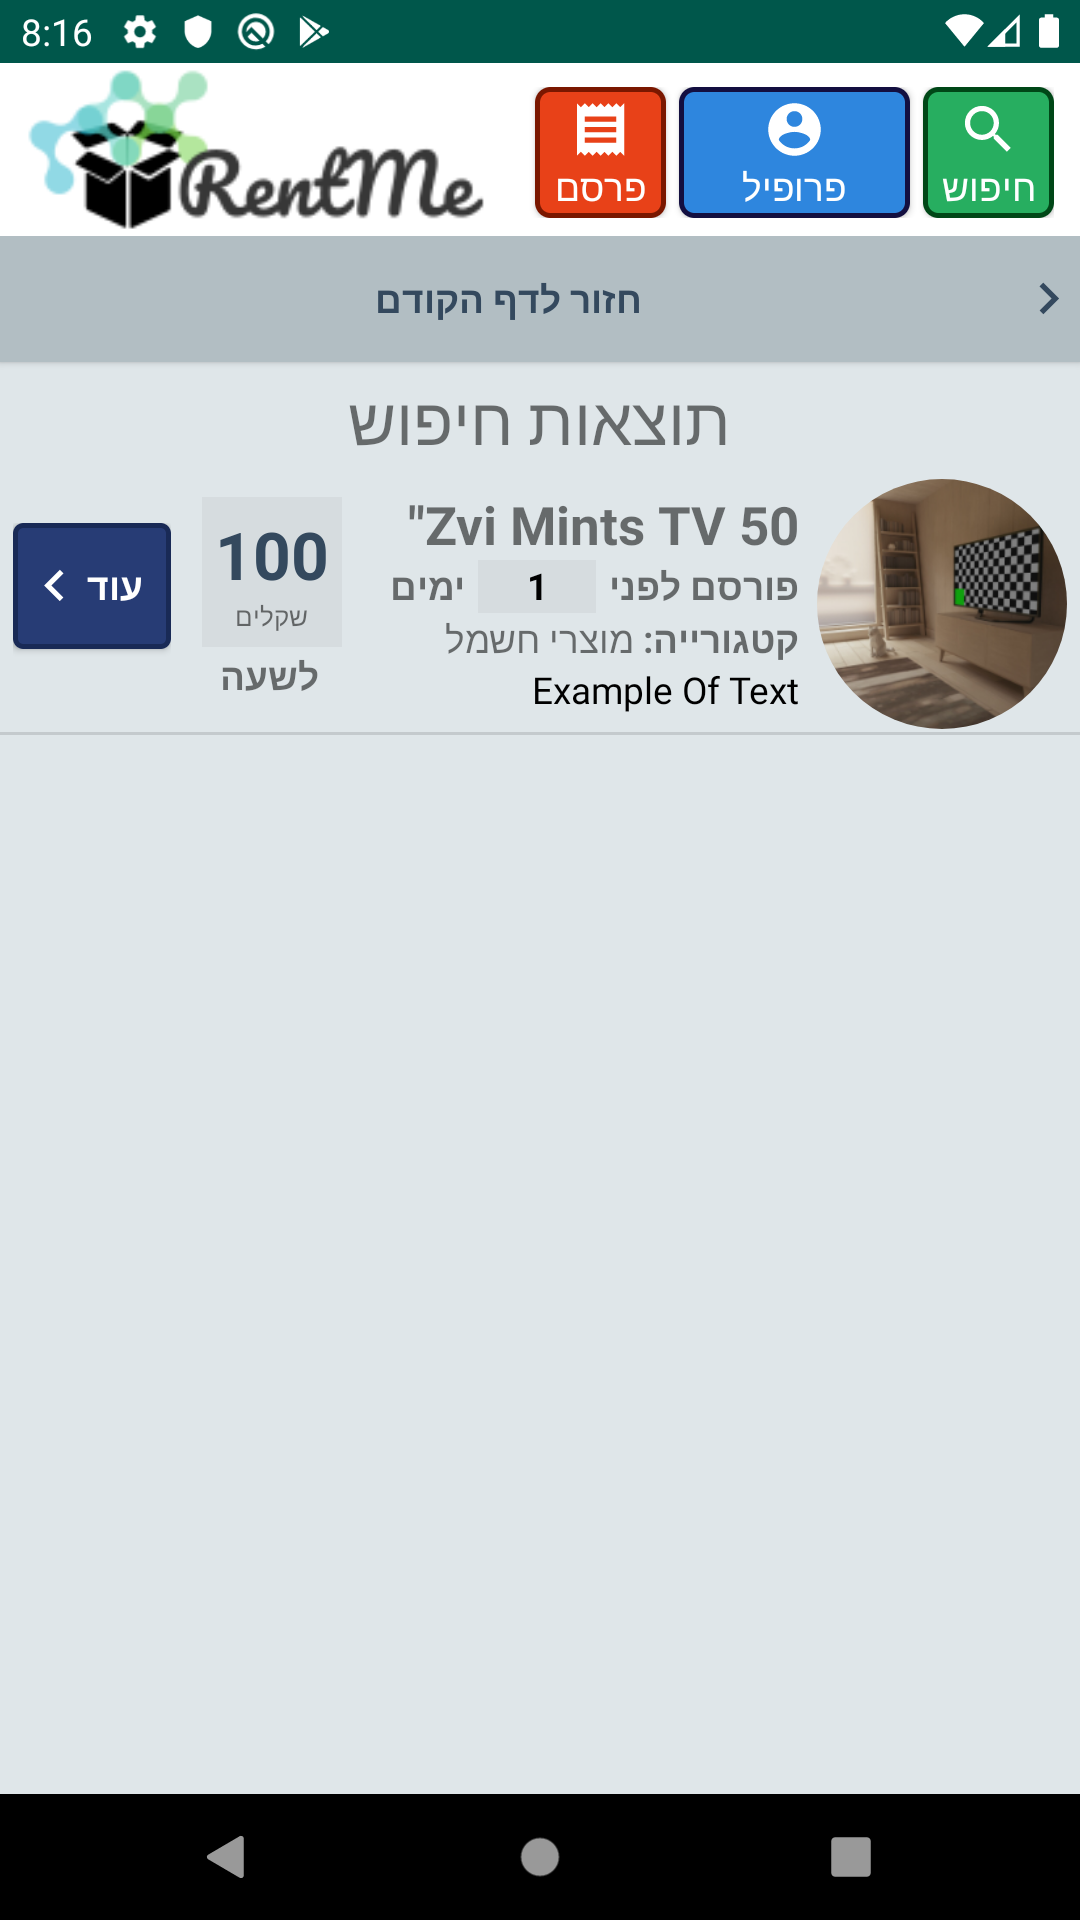 8:16
RentMe
חיפוש
פרופיל
פרסם
חזור לדף הקודם
תוצאות חיפוש
Zvi Mints TV 50"
פורסם לפני 1 ימים
קטגורייה: מוצרי חשמל
Example Of Text
100
שקלים
לשעה
עוד